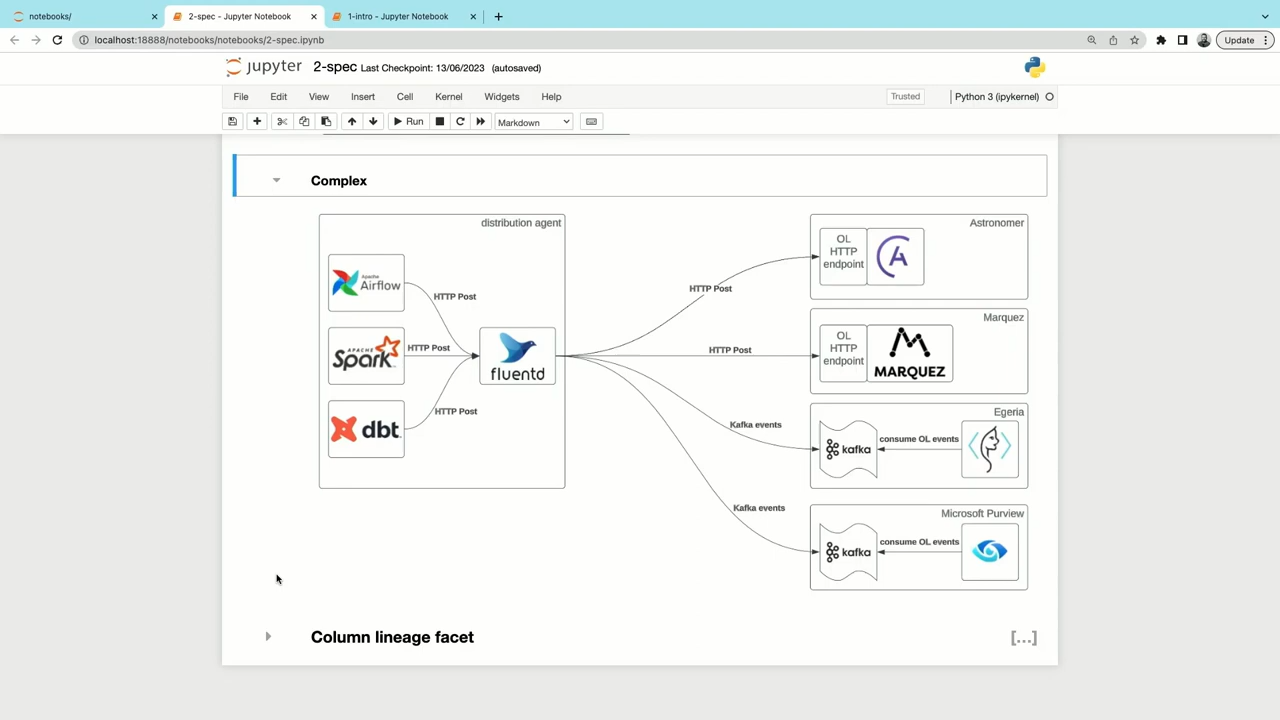 notebooks/
2-spec - Jupyter Notebook
1-intro - Jupyter Notebook
localhost:18888/notebooks/notebooks/2-spec.ipynb
Update
jupyter 2-spec Last Checkpoint: 13/06/2023 (autosaved)
File Edit View Insert Cell Kernel Widgets Help
Trusted
Python 3 (ipykernel)
Run
Markdown
Complex
distribution agent
Apache
Airflow
HTTP Post
APACHE
Spark
HTTP Post
dbt
HTTP Post
fluentd
HTTP Post
HTTP Post
Kafka events
Kafka events
Astronomer
OL
HTTP
endpoint
A
Marquez
OL
HTTP
endpoint
MARQUEZ
Egeria
kafka
consume OL events
Microsoft Purview
kafka
consume OL events
Column lineage facet
[...]